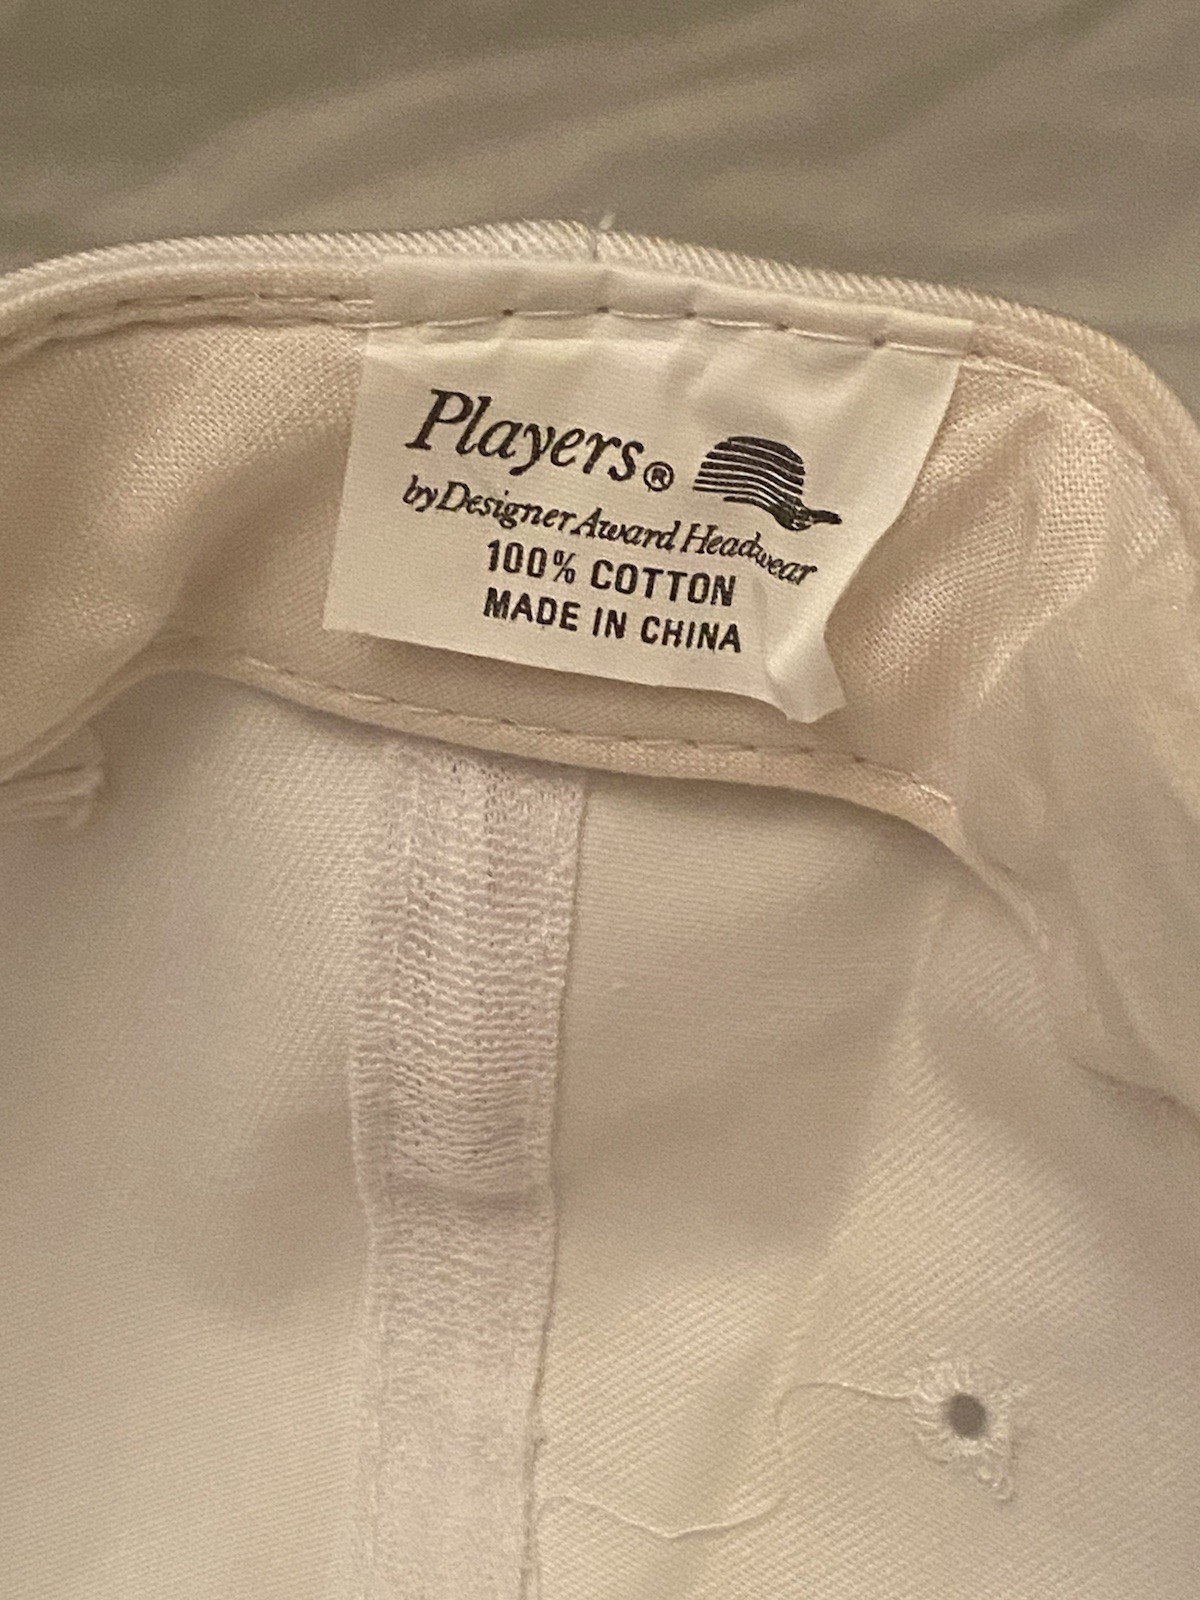 Players®
by Designer Award Headwear
100% COTTON
MADE IN CHINA